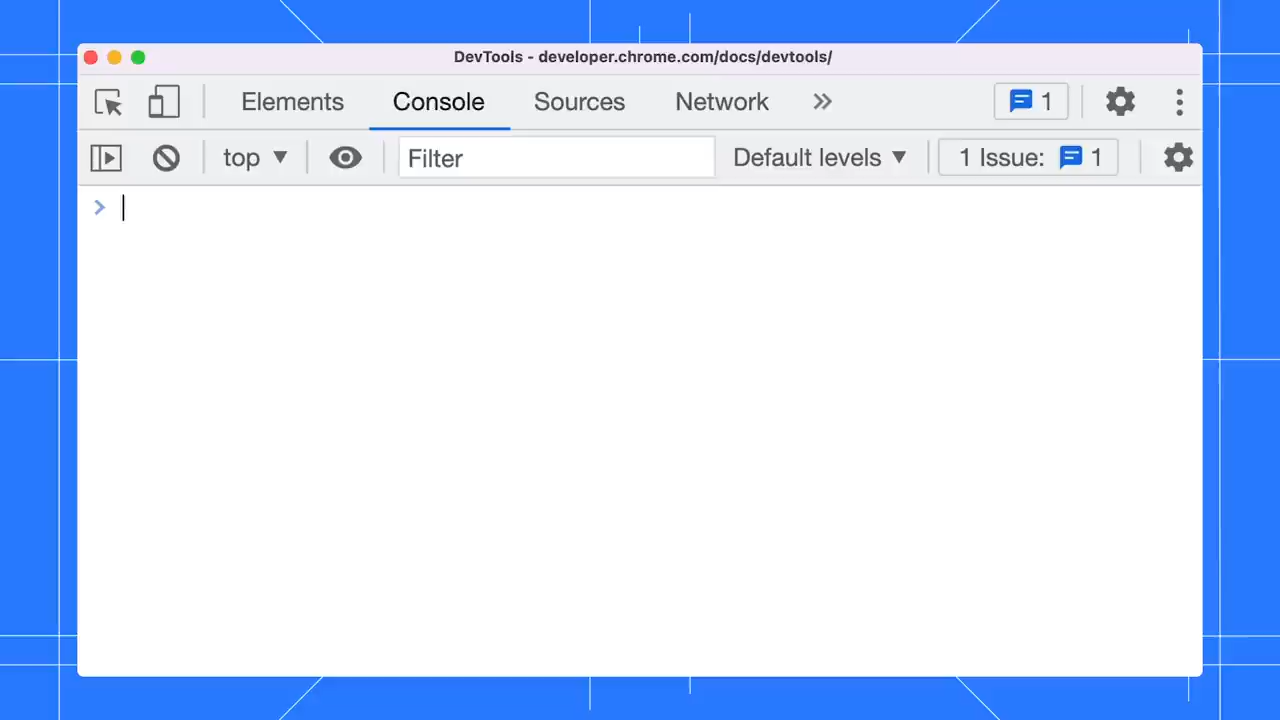 DevTools - developer.chrome.com/docs/devtools/
Elements Console Sources Network 1
top Filter Default levels 1 Issue: 1